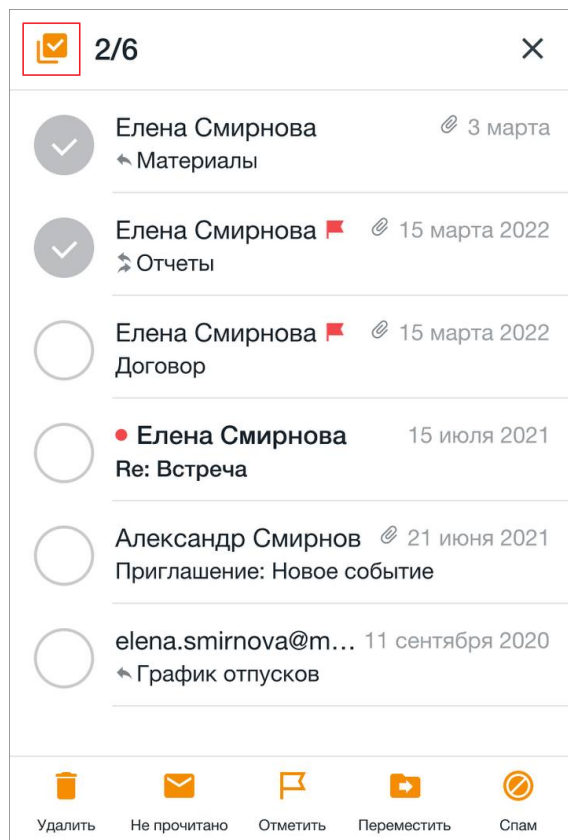 2/6
Елена Смирнова 3 марта
Материалы
Елена Смирнова 15 марта 2022
Отчеты
Елена Смирнова 15 марта 2022
Договор
Елена Смирнова 15 июля 2021
Re: Встреча
Александр Смирнов 21 июня 2021
Приглашение: Новое событие
elena.smirnova@m... 11 сентября 2020
График отпусков
Удалить Не прочитано Отметить Переместить Спам